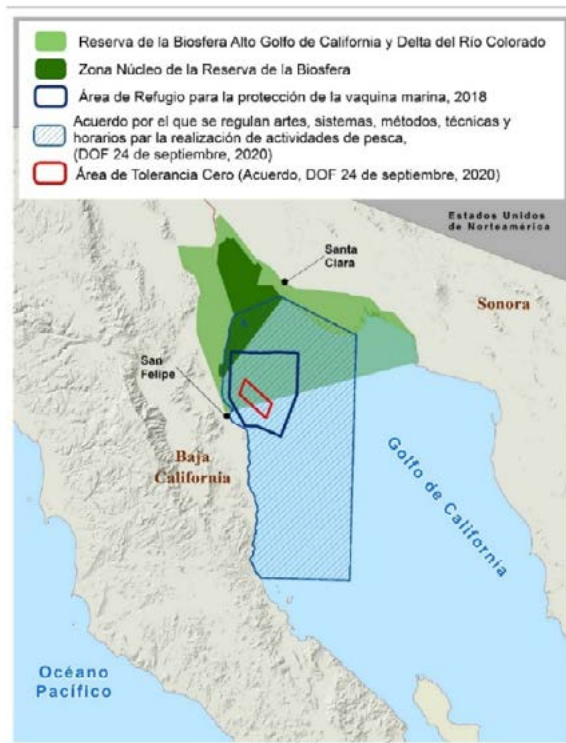 Reserva de la Biosfera Alto Golfo de California y Delta del Río Colorado
Zona Núcleo de la Reserva de la Biosfera
Área de Refugio para la protección de la vaquina marina, 2018
Acuerdo por el que se regulan artes, sistemas, métodos, técnicas y
horarios par la realización de actividades de pesca,
(DOF 24 de septiembre, 2020)
Área de Tolerancia Cero (Acuerdo, DOF 24 de septiembre, 2020)
Estados Unidos
de Norteamérica
Santa
Clara
Sonora
San
Felipe
Baja
California
Golfo de California
Océano
Pacífico